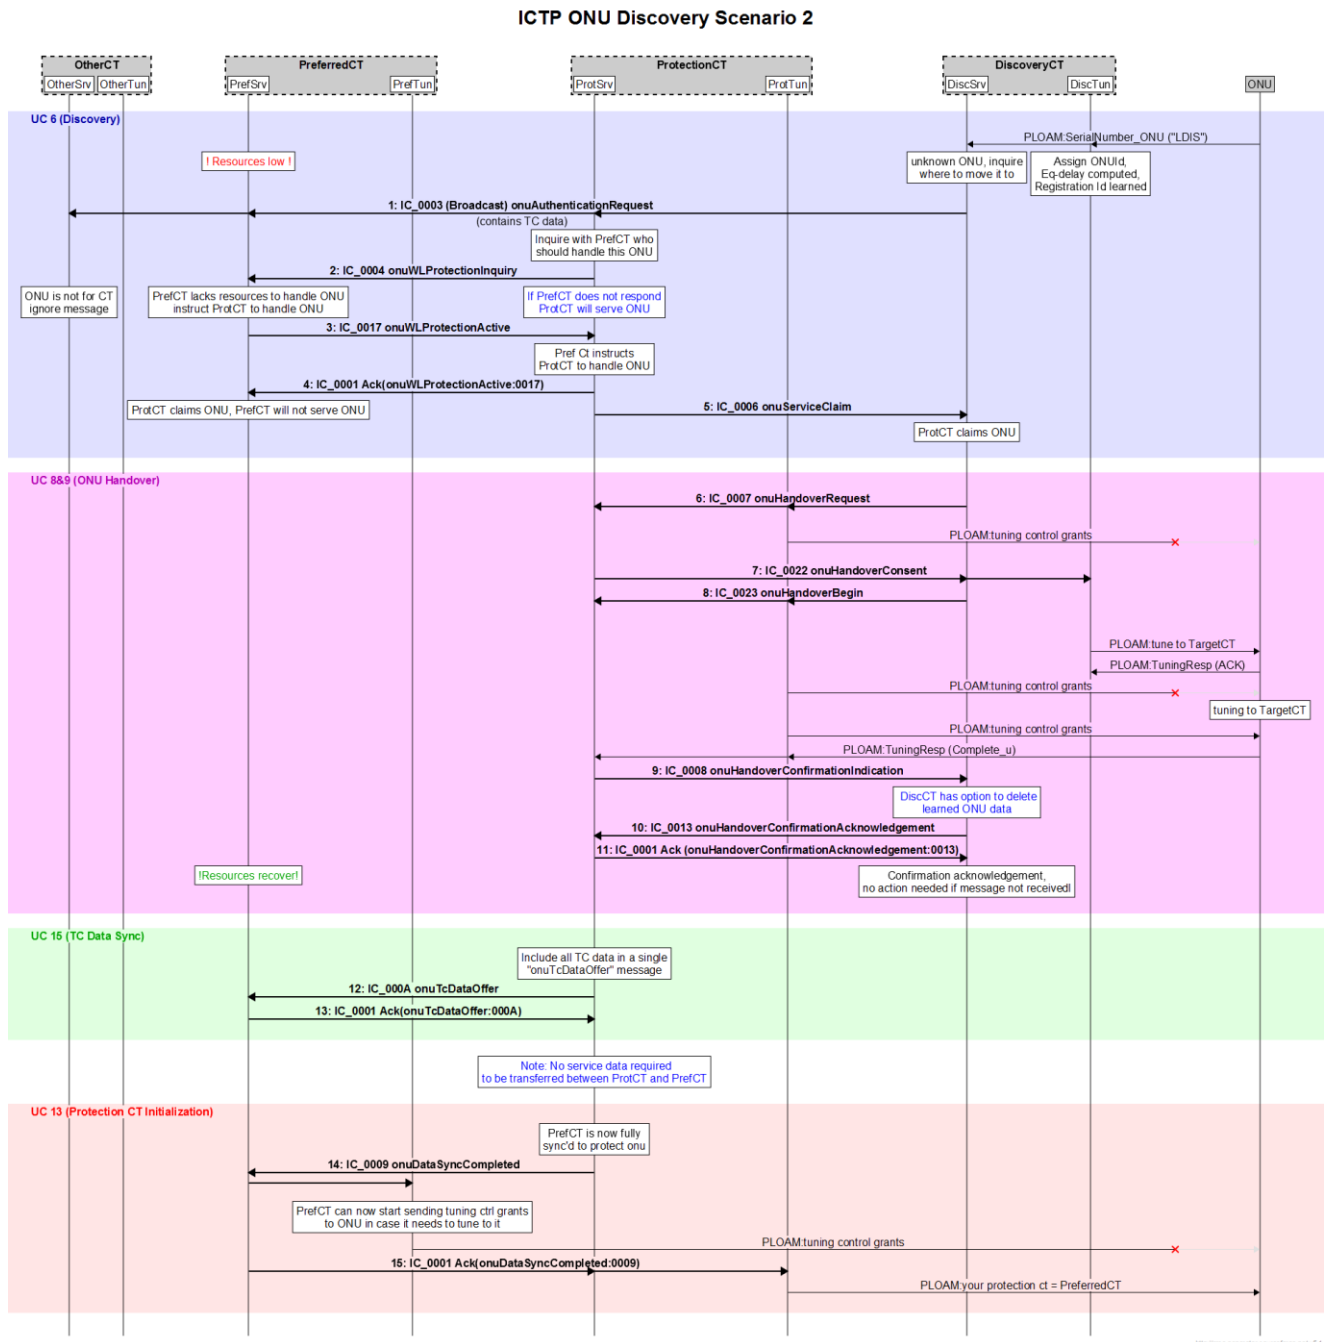 ICTP ONU Discovery Scenario 2
OtherCT
PreferredCT
ProtectionCT
DiscoveryCT
OtherSrv
OtherTun
PrefSrv
PrefTun
ProtSrv
ProtTun
DiscSrv
DiscTun
ONU
UC 6 (Discovery)
PLOAM:SerialNumber_ONU ("LDIS")
! Resources low !
unknown ONU, inquire
where to move it to
Assign ONUId,
Eq-delay computed,
Registration Id learned
1: IC_0003 (Broadcast) onuAuthenticationRequest
(contains TC data)
Inquire with PrefCT who
should handle this ONU
2: IC_0004 onuWLProtectionInquiry
ONU is not for CT
ignore message
PrefCT lacks resources to handle ONU
instruct ProtCT to handle ONU
If PrefCT does not respond
ProtCT will serve ONU
3: IC_0017 onuWLProtectionActive
Pref Ct instructs
ProtCT to handle ONU
4: IC_0001 Ack(onuWLProtectionActive:0017)
ProtCT claims ONU, PrefCT will not serve ONU
5: IC_0006 onuServiceClaim
ProtCT claims ONU
UC 8&9 (ONU Handover)
6: IC_0007 onuHandoverRequest
PLOAM:tuning control grants
7: IC_0022 onuHandoverConsent
8: IC_0023 onuHandoverBegin
PLOAM:tune to TargetCT
PLOAM:TuningResp (ACK)
PLOAM:tuning control grants
tuning to TargetCT
PLOAM:tuning control grants
PLOAM:TuningResp (Complete_u)
9: IC_0008 onuHandoverConfirmationIndication
DiscCT has option to delete
learned ONU data
10: IC_0013 onuHandoverConfirmationAcknowledgement
11: IC_0001 Ack (onuHandoverConfirmationAcknowledgement:0013)
!Resources recover!
Confirmation acknowledgement,
no action needed if message not received!
UC 15 (TC Data Sync)
Include all TC data in a single
"onuTcDataOffer" message
12: IC_000A onuTcDataOffer
13: IC_0001 Ack(onuTcDataOffer:000A)
Note: No service data required
to be transferred between ProtCT and PrefCT
UC 13 (Protection CT Initialization)
PrefCT is now fully
sync'd to protect onu
14: IC_0009 onuDataSyncCompleted
PrefCT can now start sending tuning ctrl grants
to ONU in case it needs to tune to it
PLOAM:tuning control grants
15: IC_0001 Ack(onuDataSyncCompleted:0009)
PLOAM:your protection ct = PreferredCT